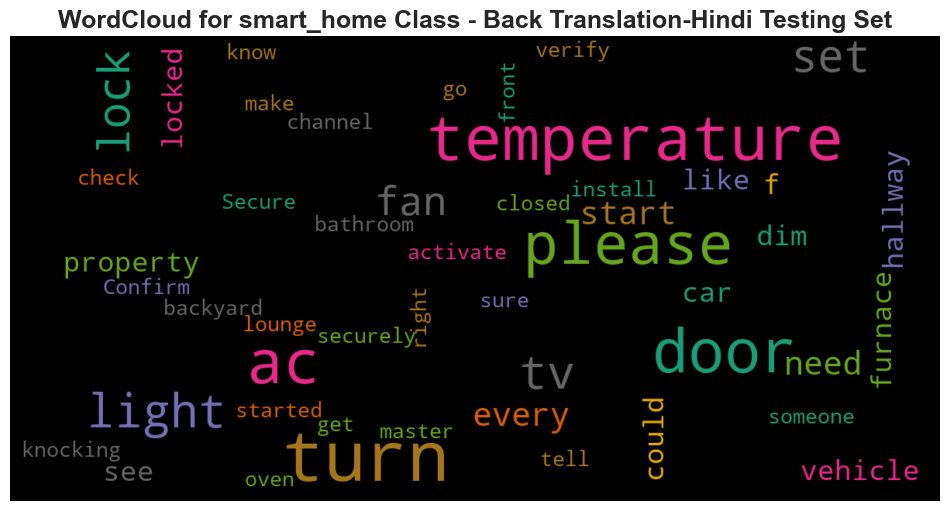 WordCloud for smart_home Class - Back Translation-Hindi Testing Set
know
verify
set
lock
locked
front
go
make
channel
temperature
check
like
f
hallway
install
Secure
fan
closed
start
bathroom
please
dim
activate
property
Confirm
car
furnace
backyard
right
sure
lounge
securely
door
need
ac
tv
light
started
every
could
someone
get
master
turn
knocking
see
oven
tell
vehicle